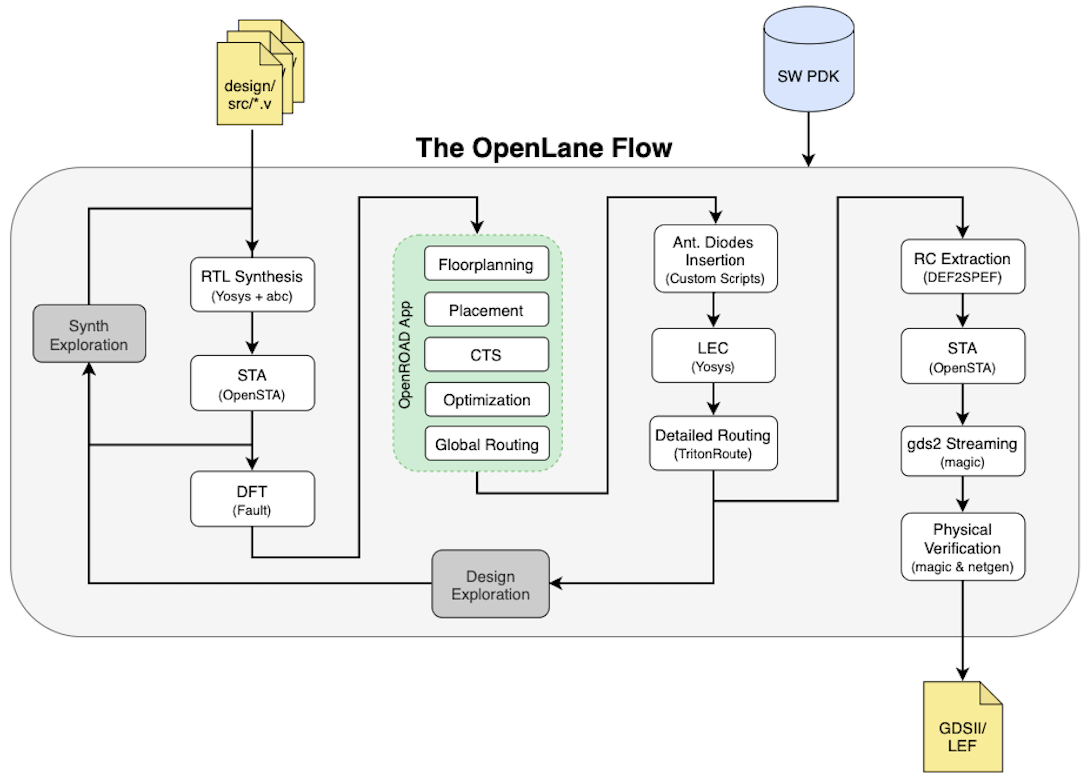 design/
src/*.v
SW PDK
The OpenLane Flow
RTL Synthesis
(Yosys + abc)
Synth
Exploration
STA
(OpenSTA)
DFT
(Fault)
OpenROAD App
Floorplanning
Placement
CTS
Optimization
Global Routing
Design
Exploration
Ant. Diodes
Insertion
(Custom Scripts)
LEC
(Yosys)
Detailed Routing
(TritonRoute)
RC Extraction
(DEF2SPEF)
STA
(OpenSTA)
gds2 Streaming
(magic)
Physical
Verification
(magic & netgen)
GDSII/
LEF